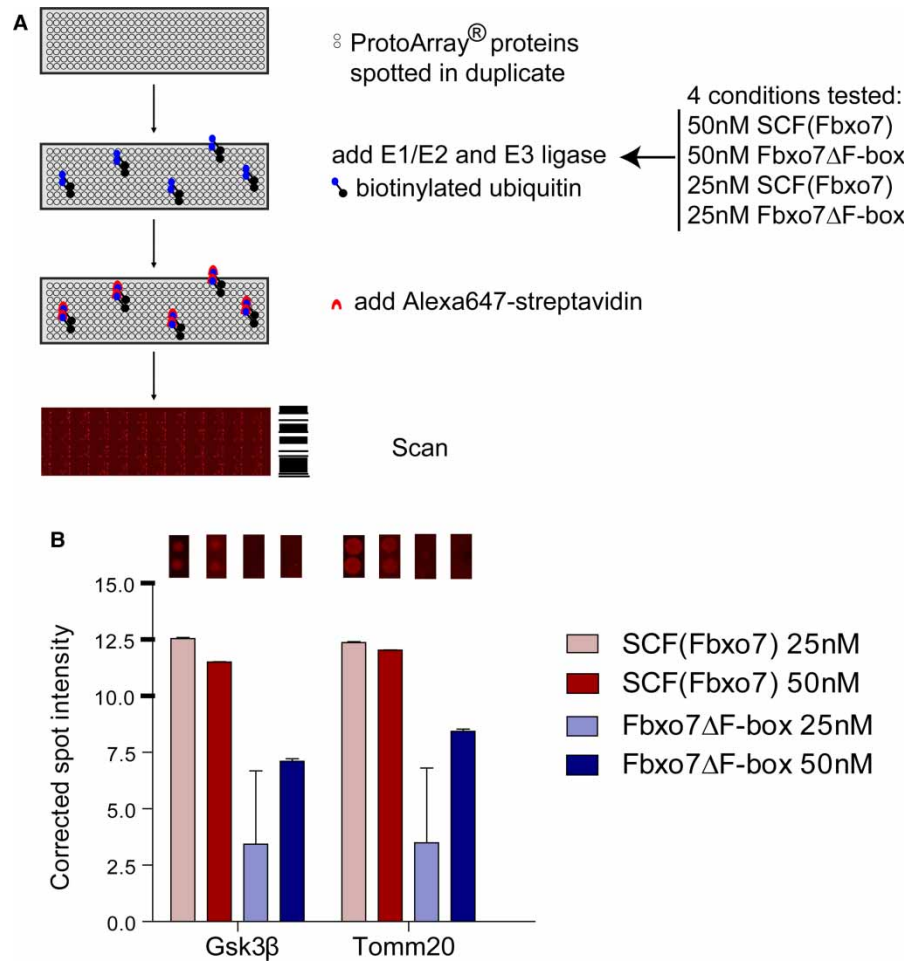 A
ProtoArray® proteins
spotted in duplicate
4 conditions tested:
50nM SCF(Fbxo7)
50nM Fbxo7ΔF-box
25nM SCF(Fbxo7)
25nM Fbxo7ΔF-box
add E1/E2 and E3 ligase
biotinylated ubiquitin
add Alexa647-streptavidin
Scan
B
Corrected spot intensity
15.0
12.5
10.0
7.5
5.0
2.5
0.0
Gsk3β
Tomm20
SCF(Fbxo7) 25nM
SCF(Fbxo7) 50nM
Fbxo7ΔF-box 25nM
Fbxo7ΔF-box 50nM